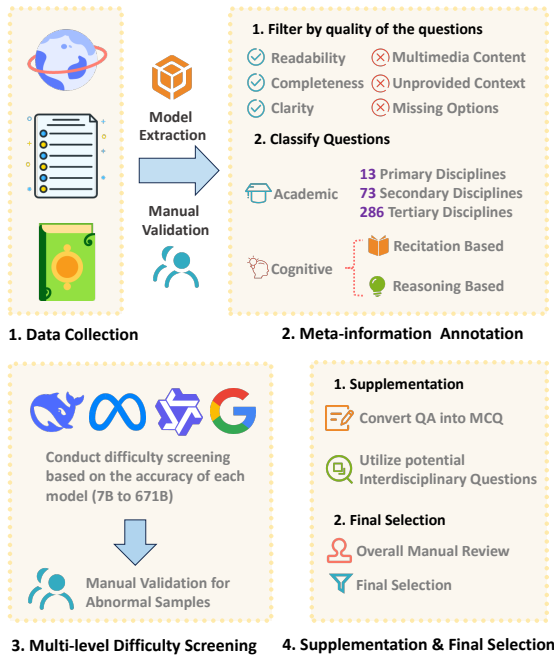 Model
Extraction
Manual
Validation
1. Data Collection
1. Filter by quality of the questions
Readability
Multimedia Content
Completeness
Unprovided Context
Clarity
Missing Options
2. Classify Questions
Academic
13 Primary Disciplines
73 Secondary Disciplines
286 Tertiary Disciplines
Cognitive
Recitation Based
Reasoning Based
2. Meta-information Annotation
Conduct difficulty screening
based on the accuracy of each
model (7B to 671B)
Manual Validation for
Abnormal Samples
3. Multi-level Difficulty Screening
1. Supplementation
Convert QA into MCQ
Utilize potential
Interdisciplinary Questions
2. Final Selection
Overall Manual Review
Final Selection
4. Supplementation & Final Selection